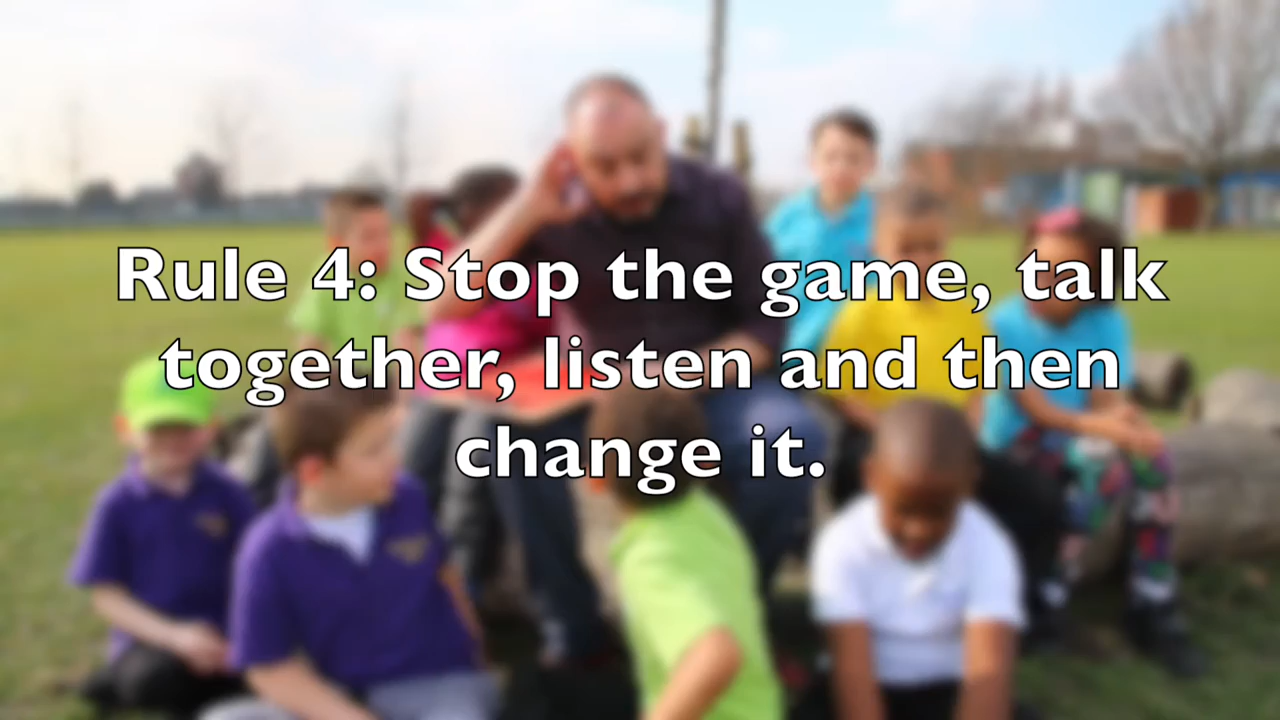 Rule 4: Stop the game, talk
together, listen and then
change it.